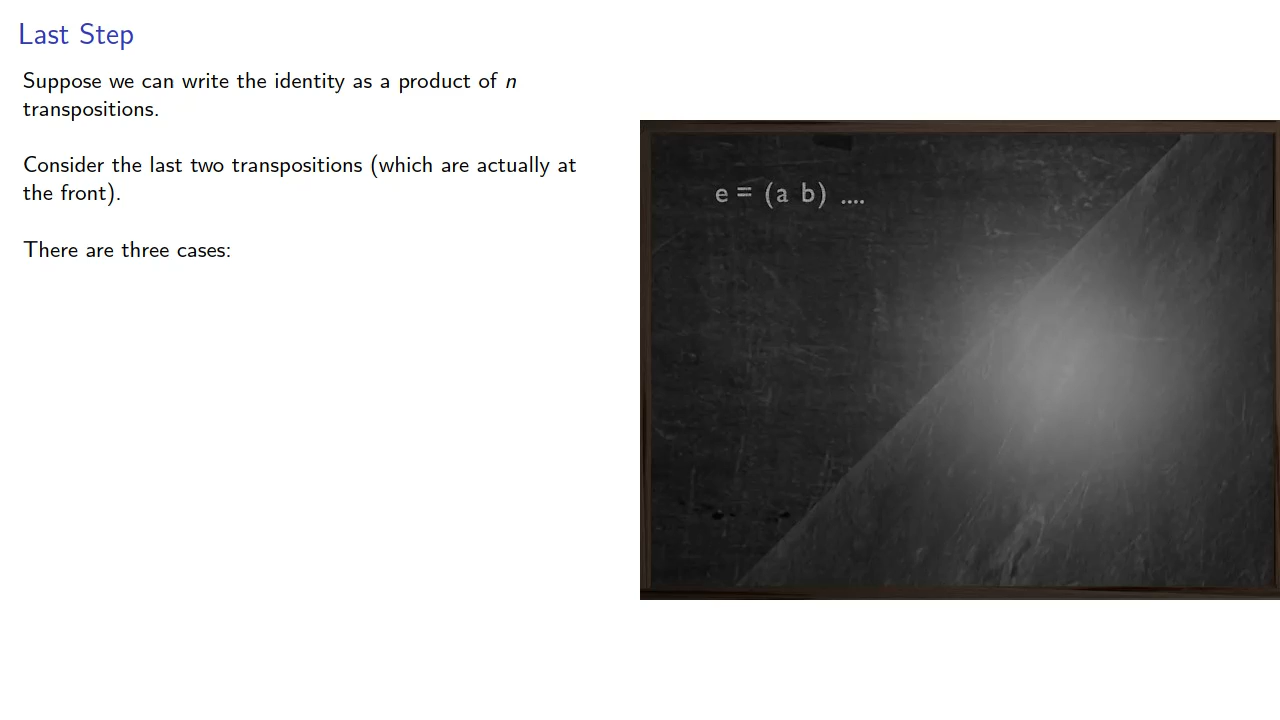 Last Step
Suppose we can write the identity as a product of n
transpositions.
Consider the last two transpositions (which are actually at
the front).
There are three cases:
e = (a b) ....